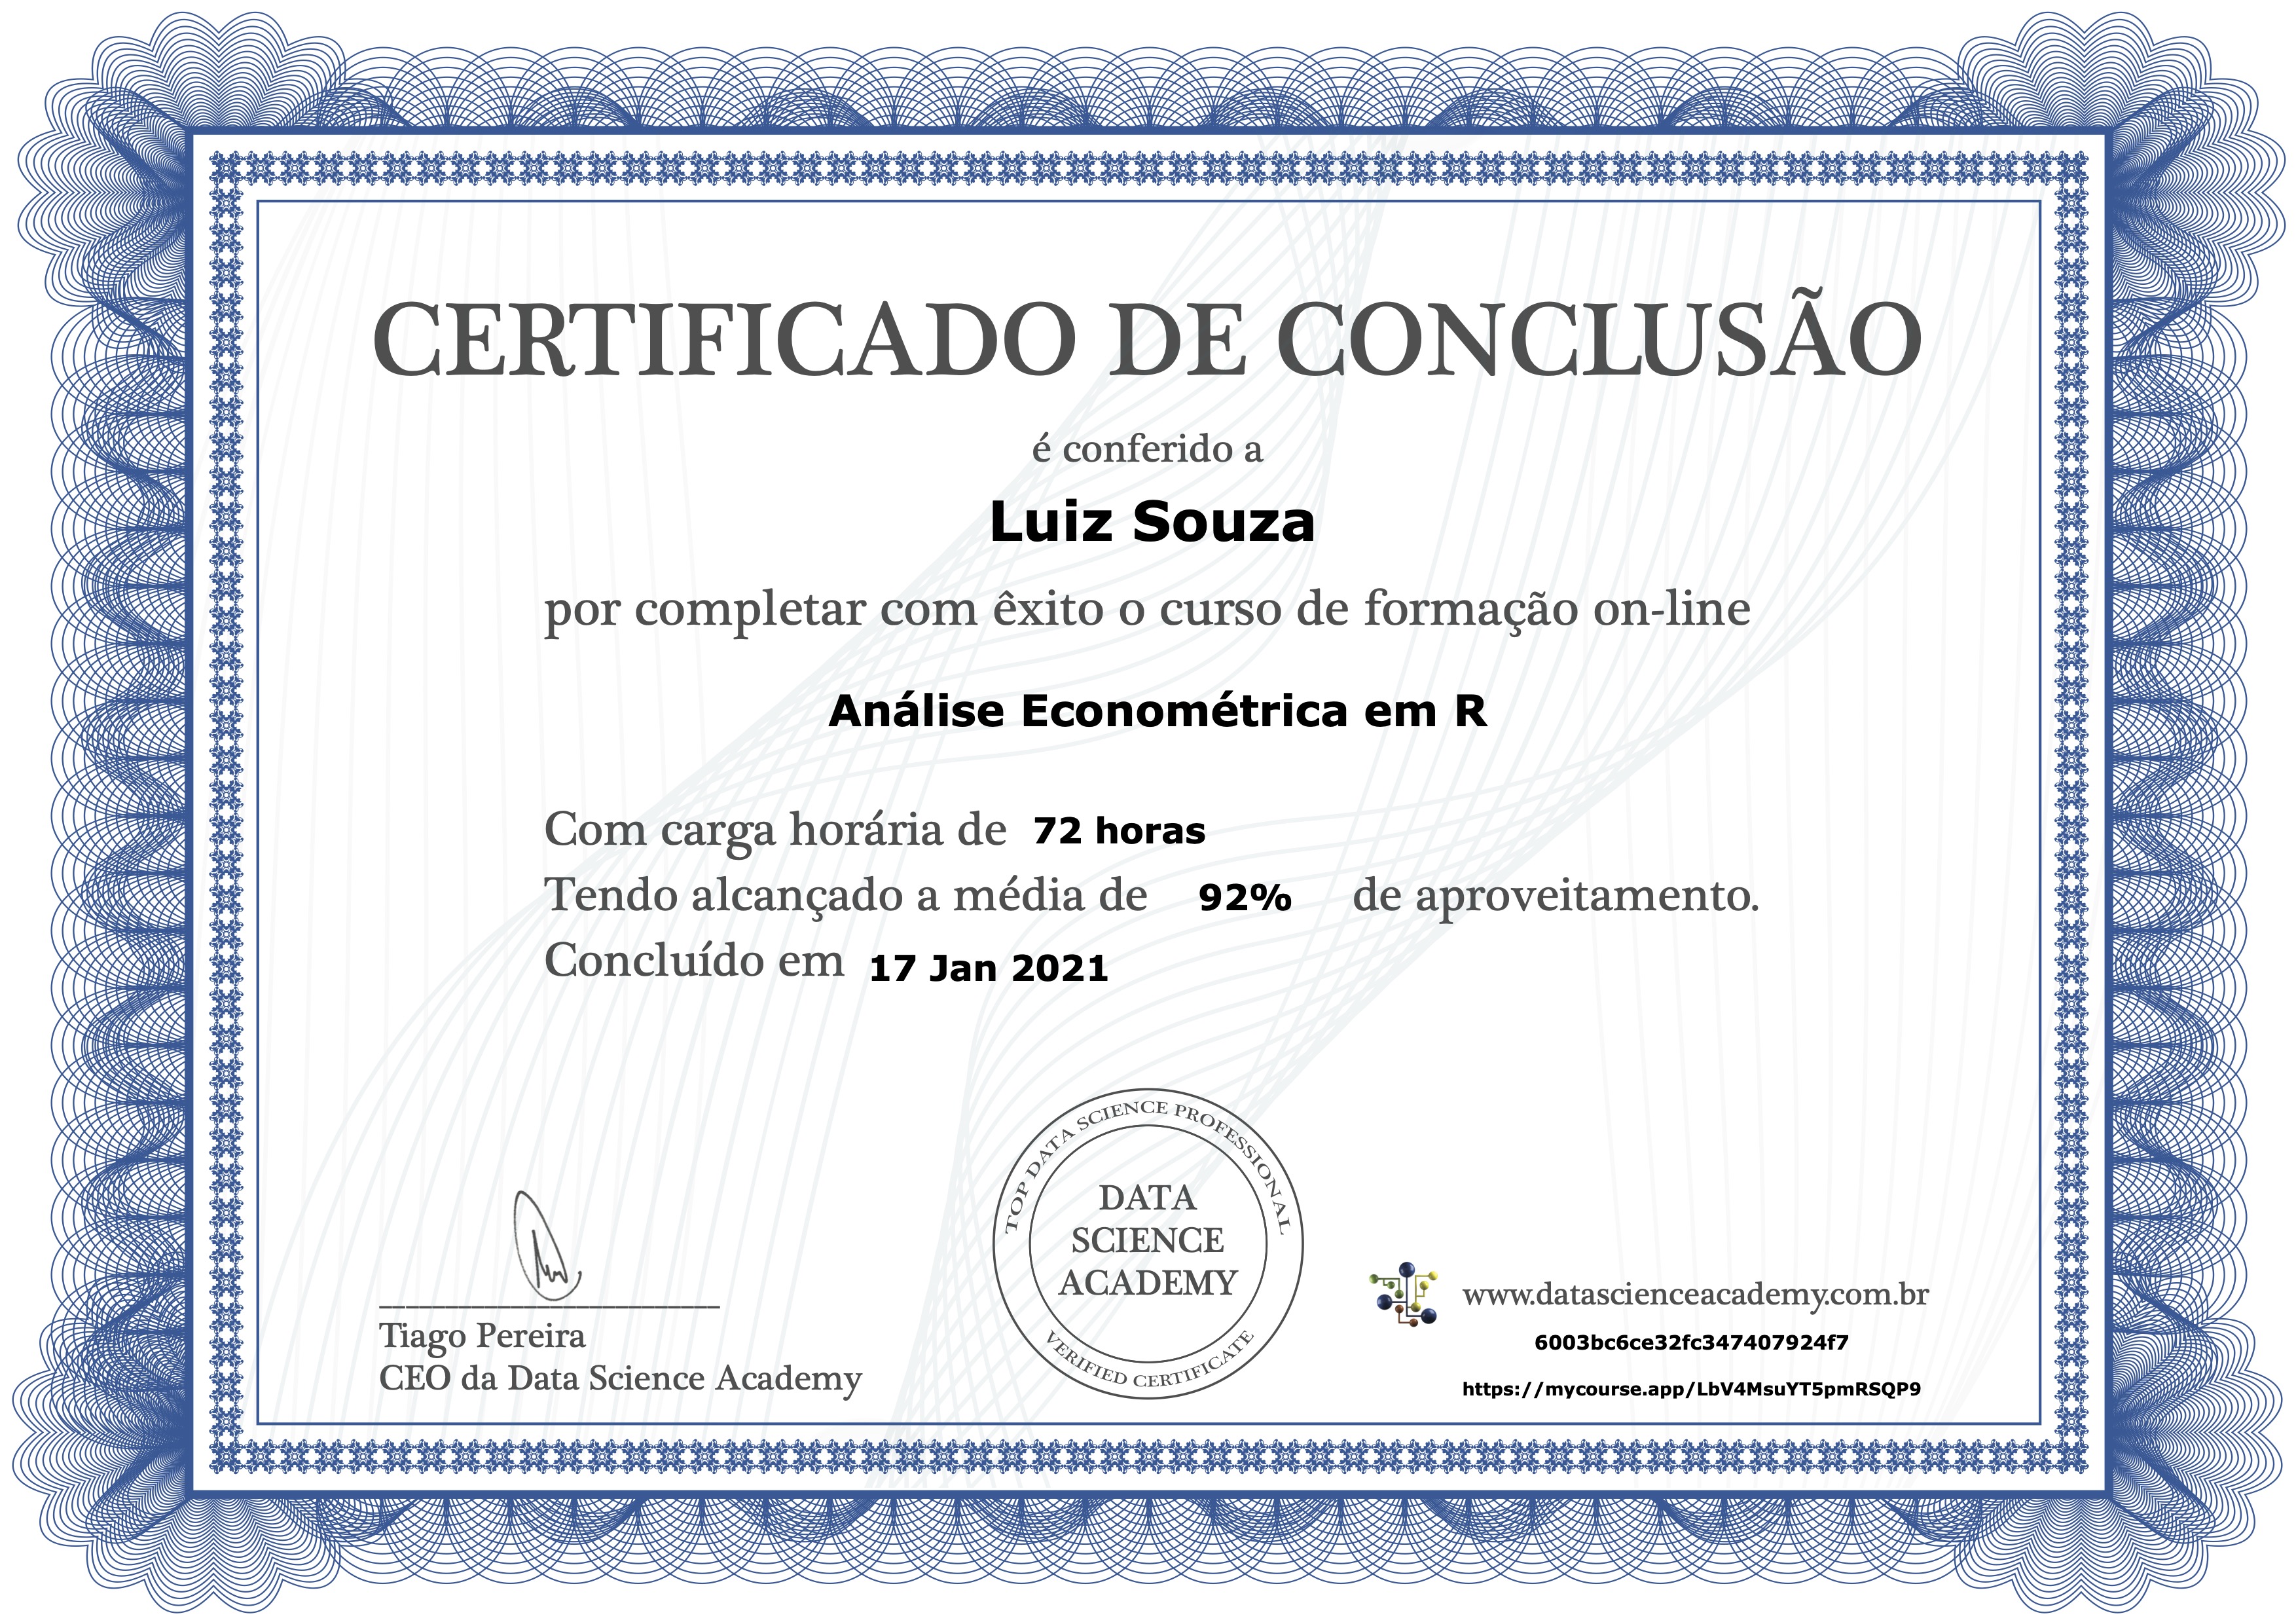 CERTIFICADO DE CONCLUSÃO
é conferido a
Luiz Souza
por completar com êxito o curso de formação on-line
Análise Econométrica em R
Com carga horária de 72 horas
Tendo alcançado a média de 92% de aproveitamento.
Concluído em 17 Jan 2021
TOP DATA SCIENCE PROFESSIONAL
DATA
SCIENCE
ACADEMY
VERIFIED CERTIFICATE
Tiago Pereira
CEO da Data Science Academy
www.datascienceacademy.com.br
6003bc6ce32fc347407924f7
https://mycourse.app/LbV4MsuYT5pmRSQP9